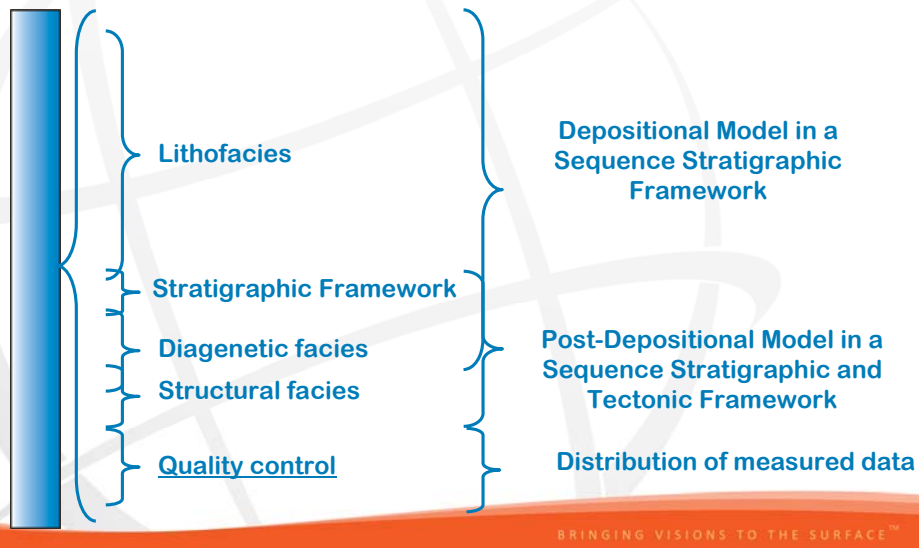 Lithofacies
Depositional Model in a
Sequence Stratigraphic
Framework
Stratigraphic Framework
Diagenetic facies
Structural facies
Post-Depositional Model in a
Sequence Stratigraphic and
Tectonic Framework
Quality control
Distribution of measured data
BRINGING VISIONS TO THE SURFACE™